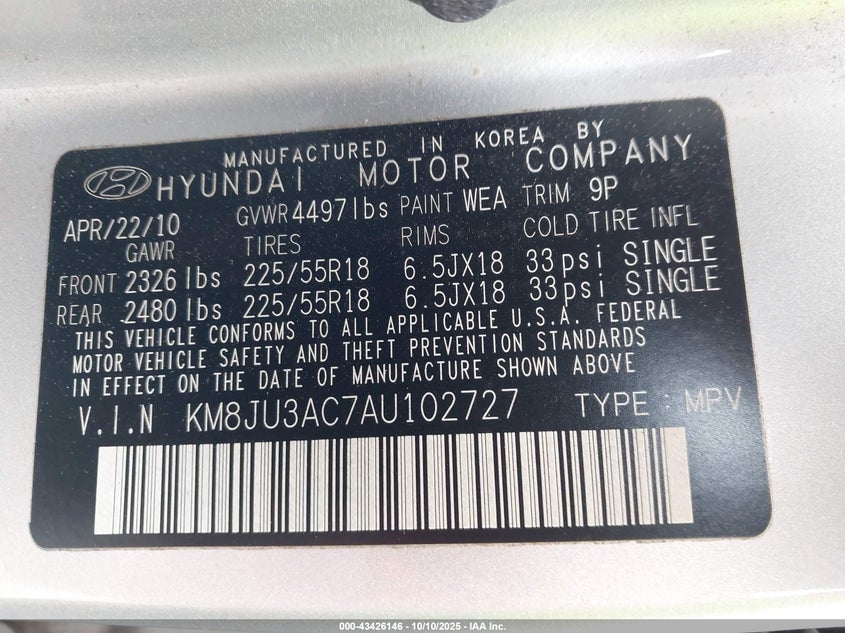 MANUFACTURED IN KOREA BY
HYUNDAI MOTOR COMPANY
APR/22/10 GVWR 4497 lbs PAINT WEA TRIM 9P
GAWR TIRES RIMS COLD TIRE INFL
FRONT 2326 lbs 225/55R18 6.5JX18 33 psi SINGLE
REAR 2480 lbs 225/55R18 6.5JX18 33 psi SINGLE
THIS VEHICLE CONFORMS TO ALL APPLICABLE U.S.A. FEDERAL
MOTOR VEHICLE SAFETY AND THEFT PREVENTION STANDARDS
IN EFFECT ON THE DATE OF MANUFACTURE SHOWN ABOVE
V.I.N KM8JU3AC7AU102727 TYPE : MPV
000-43426146 - 10/10/2025 - IAA Inc.